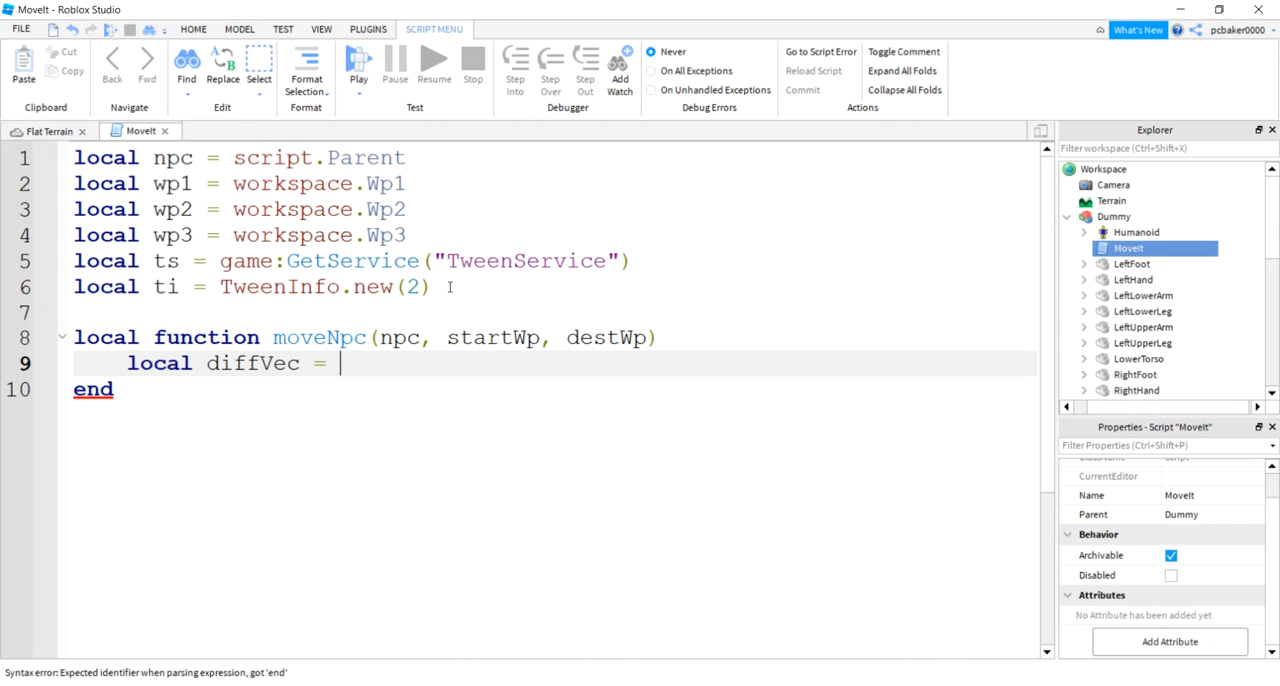 MoveIt - Roblox Studio
FILE HOME MODEL TEST VIEW PLUGINS SCRIPT MENU What's New pcbaker0000
Paste Cut Copy Back Fwd Find Replace Select Format Selection Play Pause Resume Stop Step Into Step Over Step Out Add Watch Never On All Exceptions On Unhandled Exceptions Go to Script Error Reload Script Commit Toggle Comment Expand All Folds Collapse All Folds
Clipboard Navigate Edit Format Test Debugger Debug Errors Actions
Flat Terrain MoveIt
1 local npc = script.Parent
2 local wp1 = workspace.Wp1
3 local wp2 = workspace.Wp2
4 local wp3 = workspace.Wp3
5 local ts = game:GetService("TweenService")
6 local ti = TweenInfo.new(2)
7
8 local function moveNpc(npc, startWp, destWp)
9 local diffVec =
10 end
Explorer
Filter workspace (Ctrl+Shift+X)
Workspace
Camera
Terrain
Dummy
Humanoid
MoveIt
LeftFoot
LeftHand
LeftLowerArm
LeftLowerLeg
LeftUpperArm
LeftUpperLeg
LowerTorso
RightFoot
RightHand
Properties - Script "MoveIt"
Filter Properties (Ctrl+Shift+P)
ClassName Script
CurrentEditor
Name MoveIt
Parent Dummy
Behavior
Archivable
Disabled
Attributes
No Attribute has been added yet
Add Attribute
Syntax error: Expected identifier when parsing expression, got 'end'